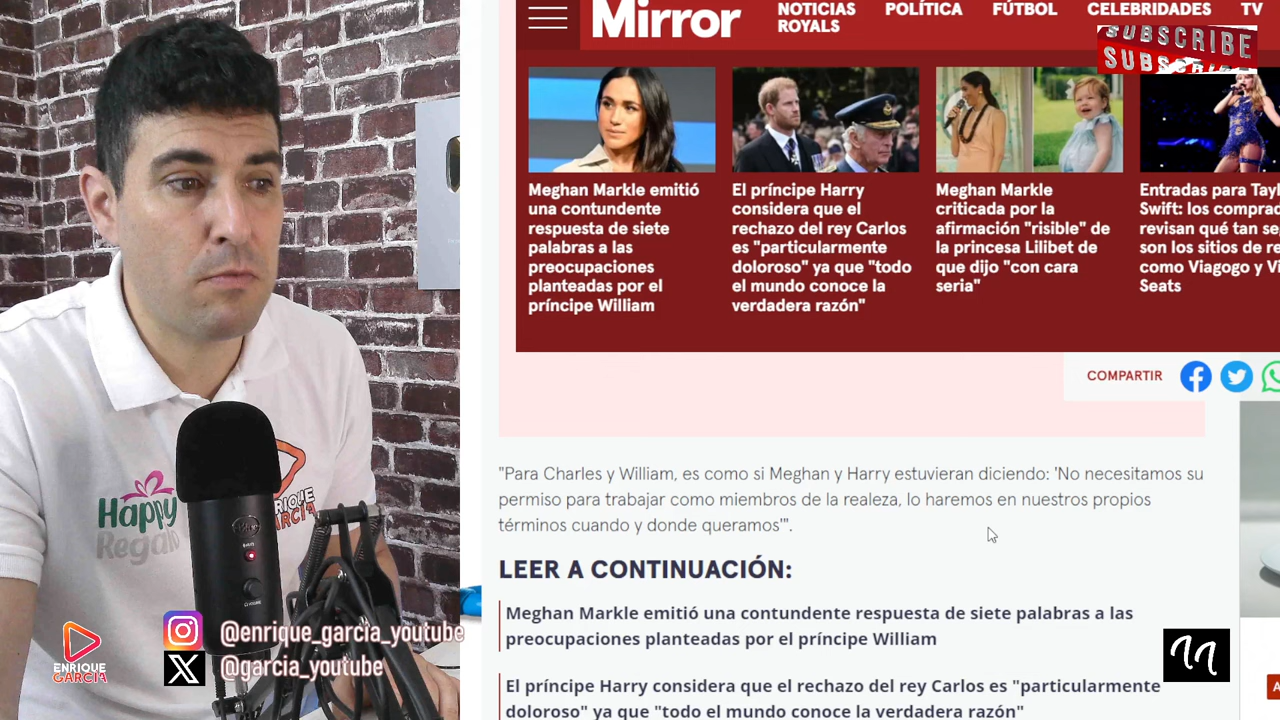 Mirror
NOTICIAS
ROYALS
POLÍTICA
FÚTBOL
CELEBRIDADES
TV
SUBSCRIBE
SUBSCRIBE
Meghan Markle emitió
una contundente
respuesta de siete
palabras a las
preocupaciones
planteadas por el
príncipe William
El príncipe Harry
considera que el
rechazo del rey Carlos
es "particularmente
doloroso" ya que "todo
el mundo conoce la
verdadera razón"
Meghan Markle
criticada por la
afirmación "risible" de
la princesa Lilibet de
que dijo "con cara
seria"
Entradas para
Swift: los
revisan qué tan
son los sitios de
como Viagogo y
Seats
COMPARTIR
"Para Charles y William, es como si Meghan y Harry estuvieran diciendo: 'No necesitamos su
permiso para trabajar como miembros de la realeza, lo haremos en nuestros propios
términos cuando y donde queramos'".
LEER A CONTINUACIÓN:
Meghan Markle emitió una contundente respuesta de siete palabras a las
preocupaciones planteadas por el príncipe William
El príncipe Harry considera que el rechazo del rey Carlos es "particularmente
doloroso" ya que "todo el mundo conoce la verdadera razón"
Happy
Regalo
ENRIQUE
GARCIA
ENRIQUE
GARCIA
@enrique_garcia_youtube
@garcia_youtube